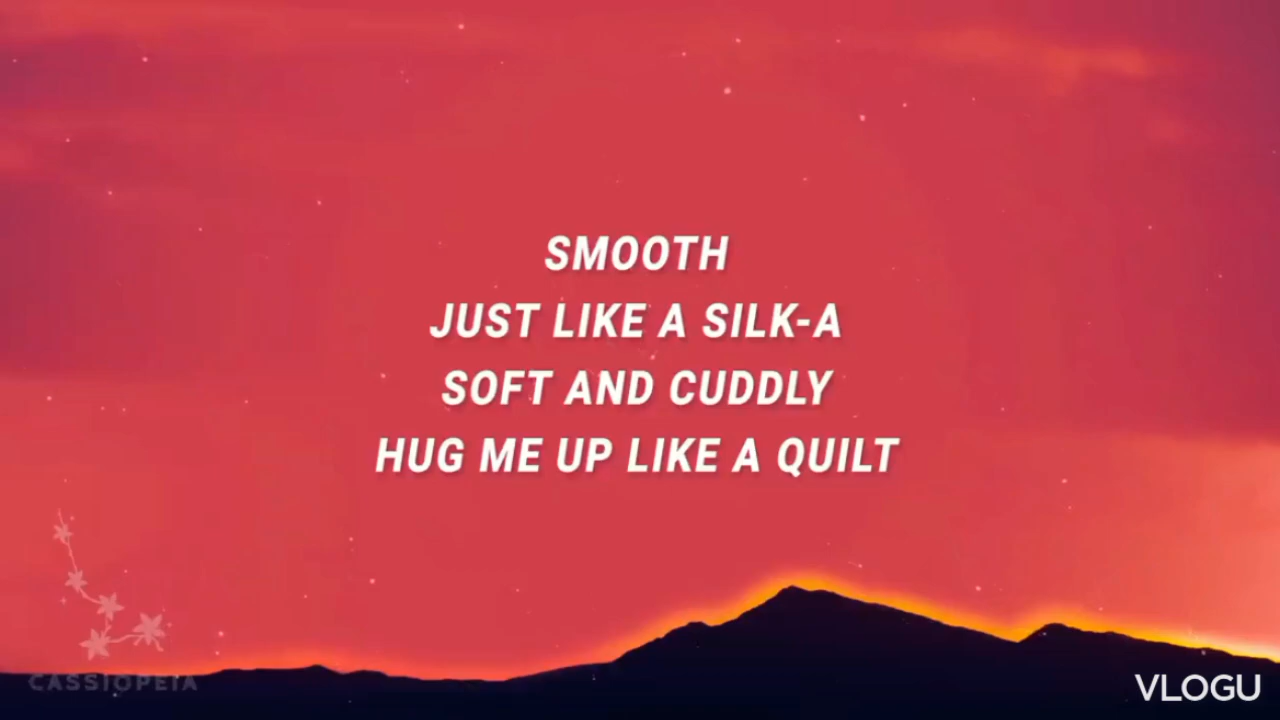 SMOOTH
JUST LIKE A SILK-A
SOFT AND CUDDLY
HUG ME UP LIKE A QUILT
CASSIOPEIA
VLOGU